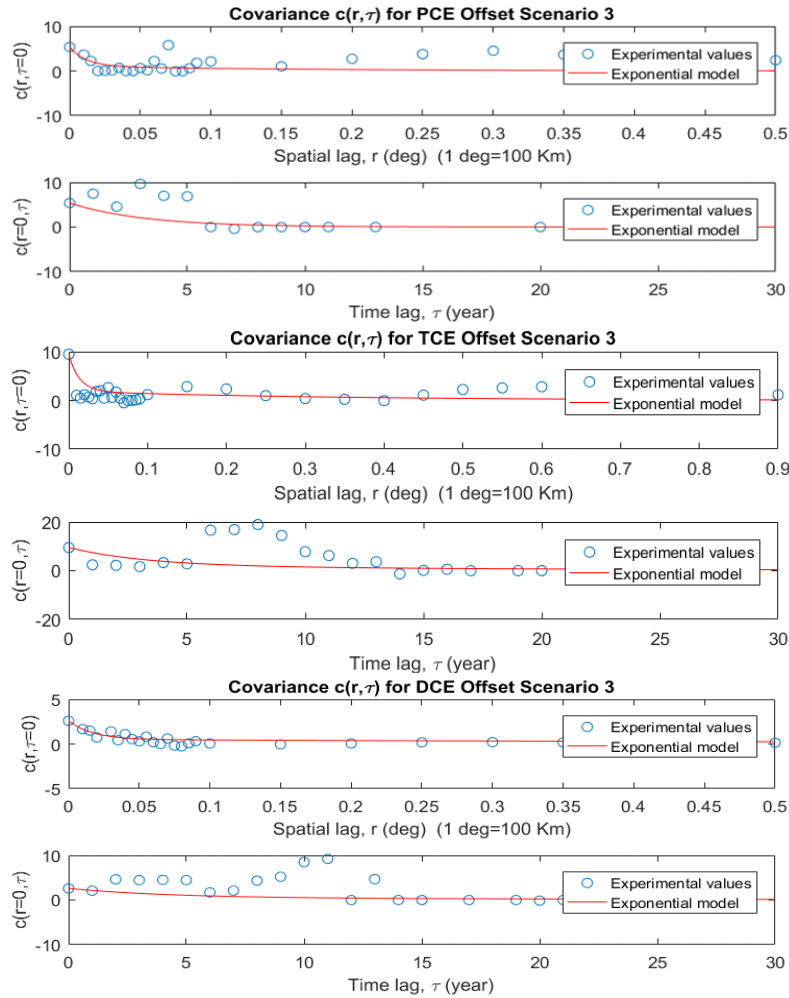 Covariance c(r,τ) for PCE Offset Scenario 3
10
0
-10
c(r,τ=0)
Experimental values
Exponential model
0 0.05 0.1 0.15 0.2 0.25 0.3 0.35 0.4 0.45 0.5
Spatial lag, r (deg) (1 deg=100 Km)
10
0
-10
c(r=0,τ)
Experimental values
Exponential model
0 5 10 15 20 25 30
Time lag, τ (year)
Covariance c(r,τ) for TCE Offset Scenario 3
10
0
-10
c(r,τ=0)
Experimental values
Exponential model
0 0.1 0.2 0.3 0.4 0.5 0.6 0.7 0.8 0.9
Spatial lag, r (deg) (1 deg=100 Km)
20
0
-20
c(r=0,τ)
Experimental values
Exponential model
0 5 10 15 20 25 30
Time lag, τ (year)
Covariance c(r,τ) for DCE Offset Scenario 3
5
0
-5
c(r,τ=0)
Experimental values
Exponential model
0 0.05 0.1 0.15 0.2 0.25 0.3 0.35 0.4 0.45 0.5
Spatial lag, r (deg) (1 deg=100 Km)
10
0
-10
c(r=0,τ)
Experimental values
Exponential model
0 5 10 15 20 25 30
Time lag, τ (year)